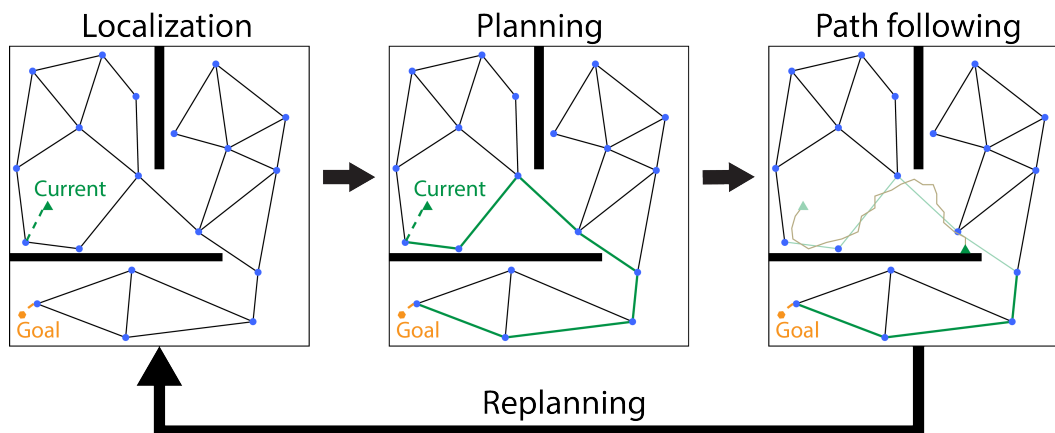 Localization
Planning
Path following
Current
Goal
Current
Goal
Goal
Replanning